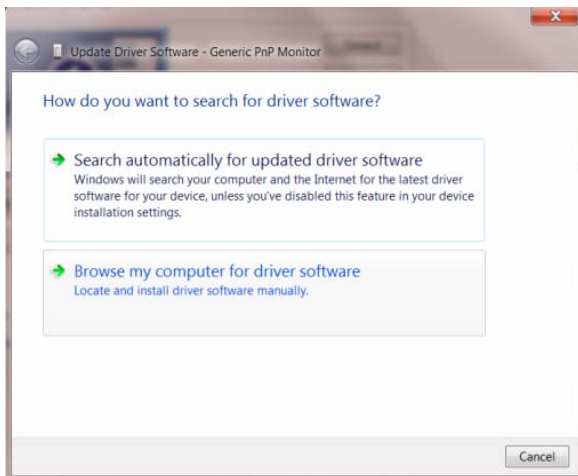 Update Driver Software - Generic PnP Monitor
How do you want to search for driver software?
Search automatically for updated driver software
Windows will search your computer and the Internet for the latest driver
software for your device, unless you've disabled this feature in your device
installation settings.
Browse my computer for driver software
Locate and install driver software manually.
Cancel